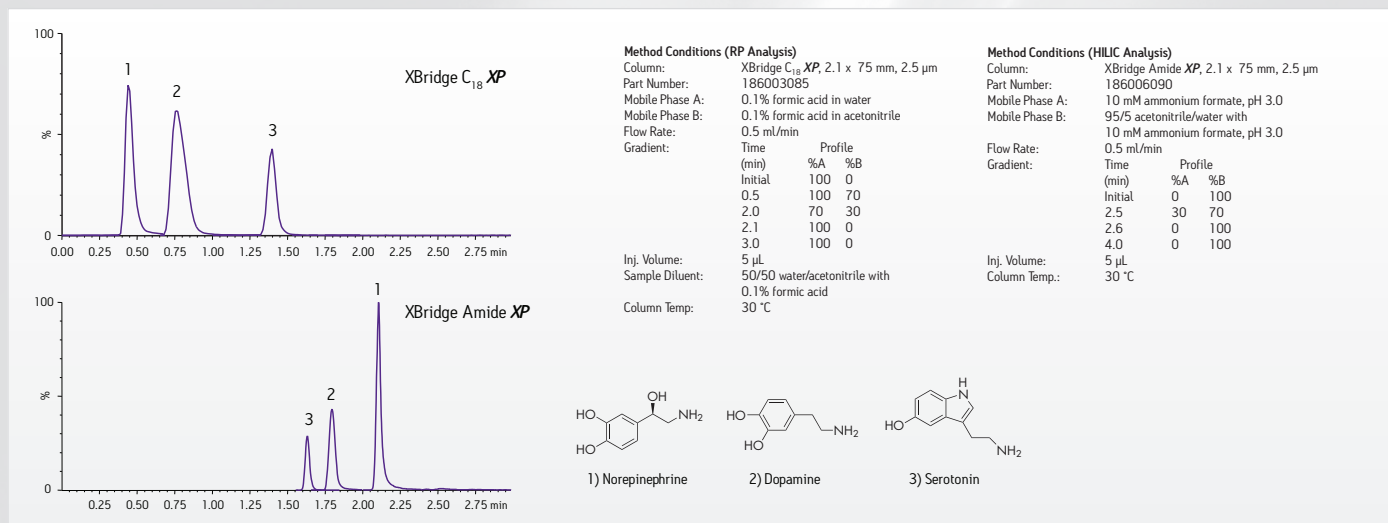 100
1
2
3
XBridge C18 XP
%
0
0.00 0.25 0.50 0.75 1.00 1.25 1.50 1.75 2.00 2.25 2.50 2.75 min
100
1
XBridge Amide XP
2
3
%
0
0.25 0.50 0.75 1.00 1.25 1.50 1.75 2.00 2.25 2.50 2.75 min
Method Conditions (RP Analysis)
Column: XBridge C18 XP, 2.1 x 75 mm, 2.5 µm
Part Number: 186003085
Mobile Phase A: 0.1% formic acid in water
Mobile Phase B: 0.1% formic acid in acetonitrile
Flow Rate: 0.5 ml/min
Gradient: Time Profile
(min) %A %B
Initial 100 0
0.5 100 70
2.0 70 30
2.1 100 0
3.0 100 0
Inj. Volume: 5 µL
Sample Diluent: 50/50 water/acetonitrile with
0.1% formic acid
Column Temp: 30 ˚C
Method Conditions (HILIC Analysis)
Column: XBridge Amide XP, 2.1 x 75 mm, 2.5 µm
Part Number: 186006090
Mobile Phase A: 10 mM ammonium formate, pH 3.0
Mobile Phase B: 95/5 acetonitrile/water with
10 mM ammonium formate, pH 3.0
Flow Rate: 0.5 ml/min
Gradient: Time Profile
(min) %A %B
Initial 0 100
2.5 30 70
2.6 0 100
4.0 0 100
Inj. Volume: 5 µL
Column Temp.: 30 ˚C
OH
HO
NH2
HO
1) Norepinephrine
HO
NH2
HO
2) Dopamine
H
N
HO
NH2
3) Serotonin